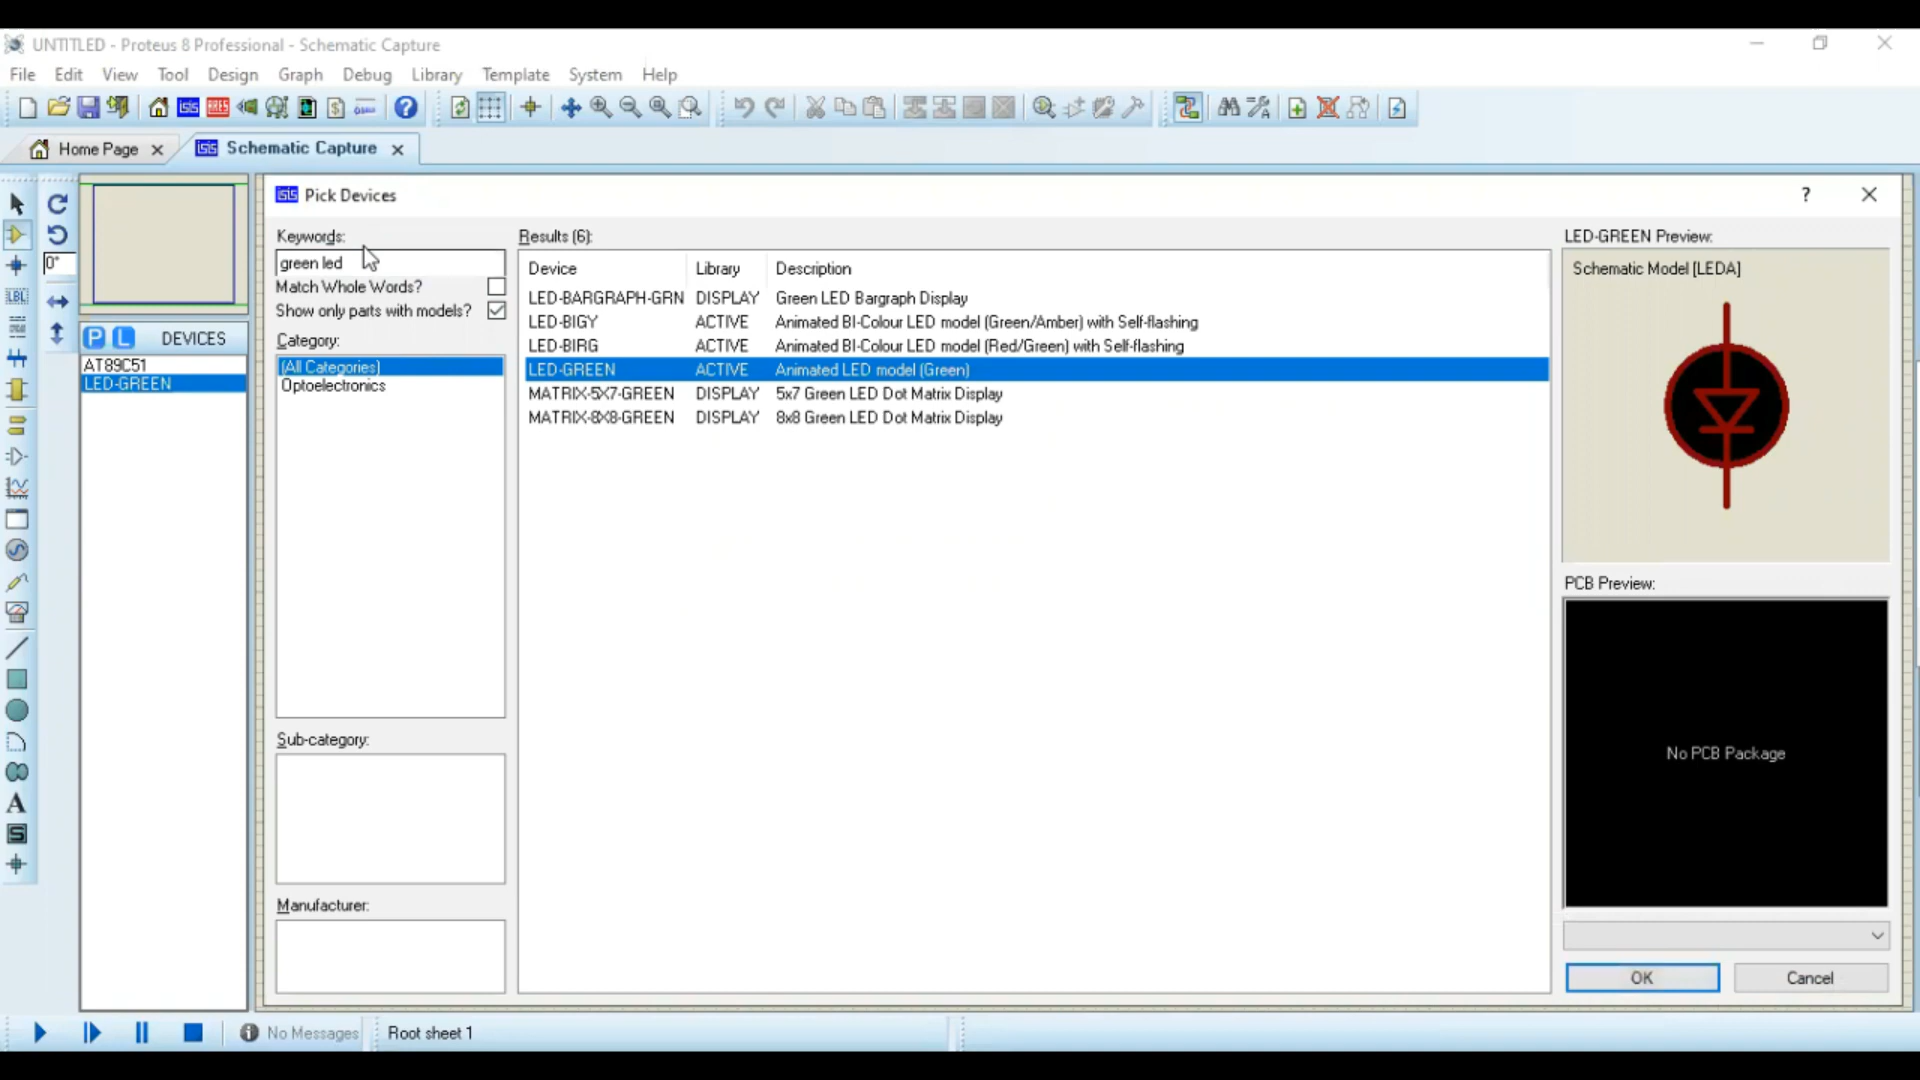 UNTITLED - Proteus 8 Professional - Schematic Capture
File Edit View Tool Design Graph Debug Library Template System Help
Home Page
Schematic Capture
Pick Devices
Keywords:
green led
Match Whole Words?
Show only parts with models?
Category:
(All Categories)
Optoelectronics
Sub-category:
Manufacturer:
0°
P L DEVICES
AT89C51
LED-GREEN
Results (6):
Device Library Description
LED-BARGRAPH-GRN DISPLAY Green LED Bargraph Display
LED-BIGY ACTIVE Animated BI-Colour LED model (Green/Amber) with Self-flashing
LED-BIRG ACTIVE Animated BI-Colour LED model (Red/Green) with Self-flashing
LED-GREEN ACTIVE Animated LED model (Green)
MATRIX-5X7-GREEN DISPLAY 5x7 Green LED Dot Matrix Display
MATRIX-8X8-GREEN DISPLAY 8x8 Green LED Dot Matrix Display
LED-GREEN Preview:
Schematic Model [LEDA]
PCB Preview:
No PCB Package
OK Cancel
No Messages
Root sheet 1
isis
ARES
LBL
A
S